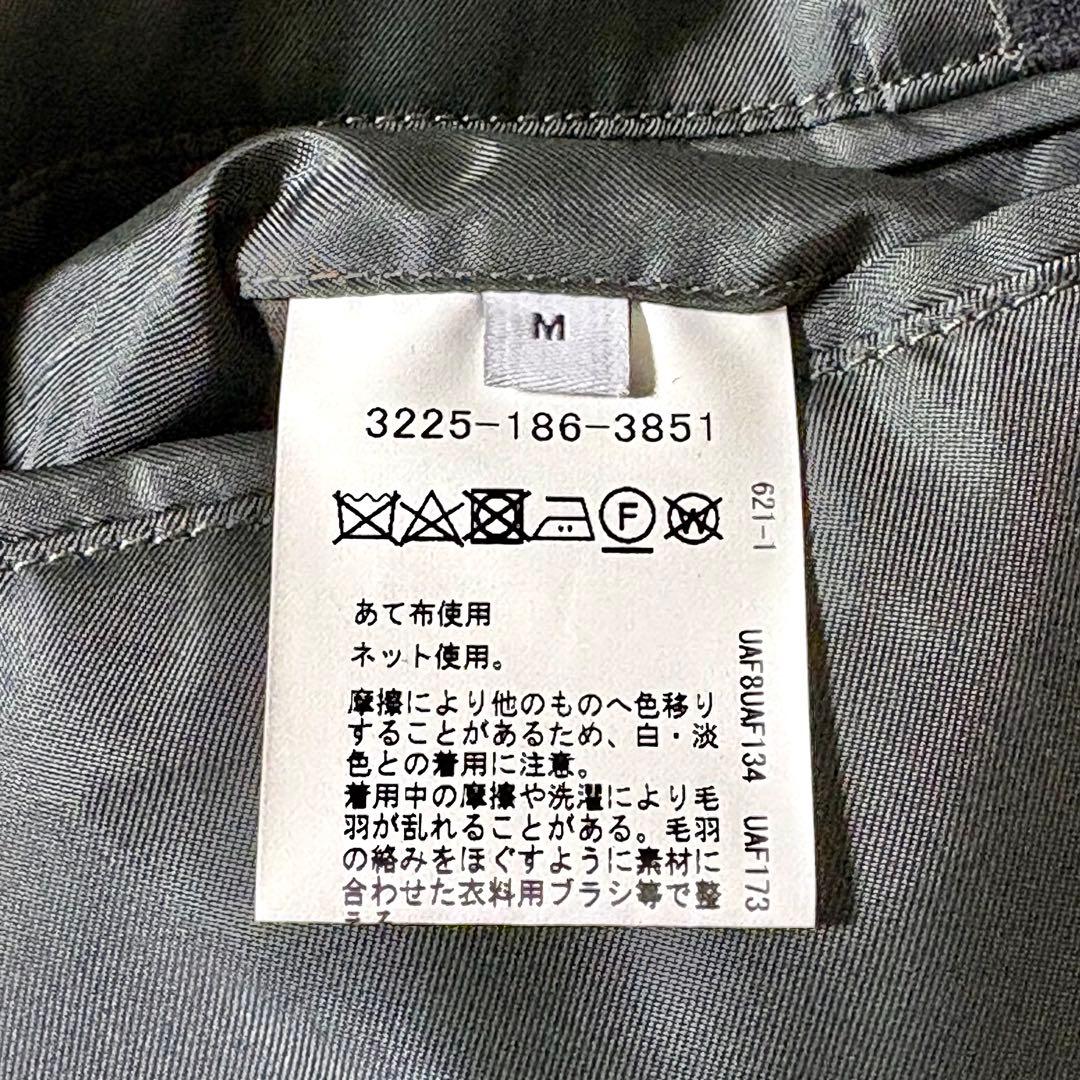 M
3225-186-3851
F
W
あて布使用
ネット使用。
摩擦により他のものへ色移り
することがあるため、白・淡
色との着用に注意。
着用中の摩擦や洗濯により毛
羽が乱れることがある。毛羽
の絡みをほぐすように素材に
合わせた衣料用ブラシ等で整
える
621-1
UAF8UAF134 UAF173